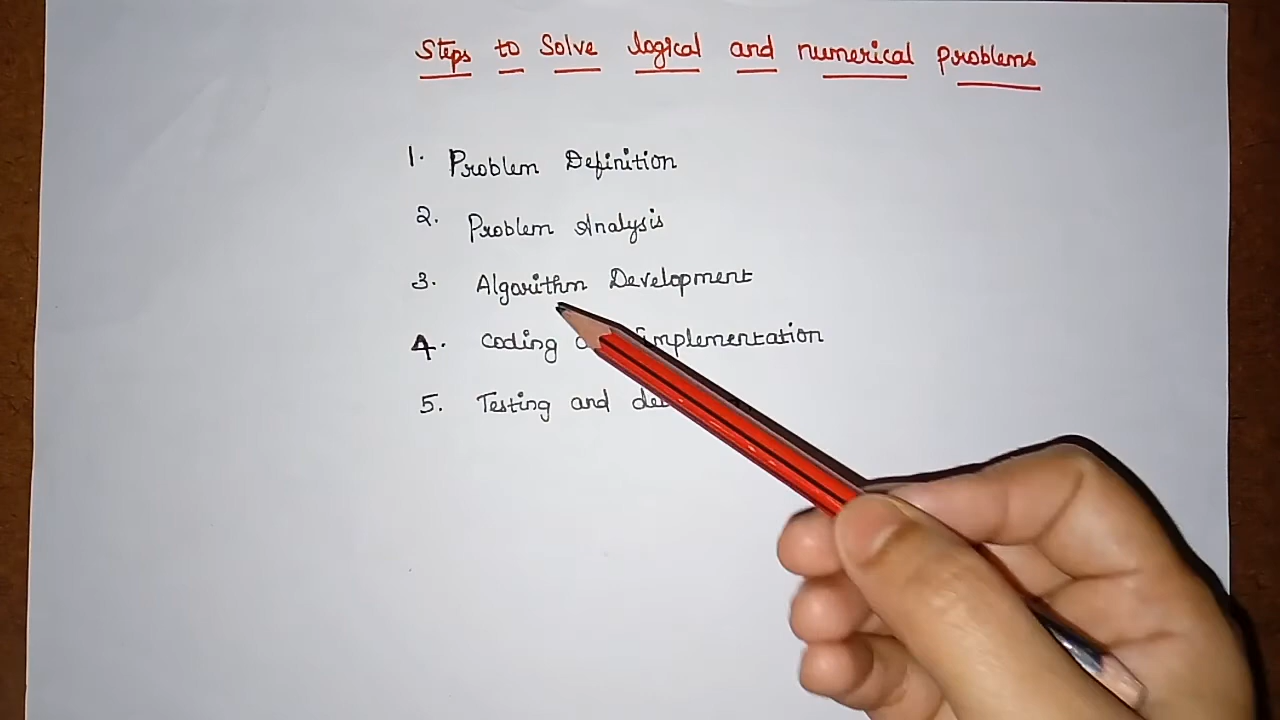 Steps to Solve logical and numerical problems
1. Problem Definition
2. Problem Analysis
3. Algorithm Development
4. Coding implementation
5. Testing and